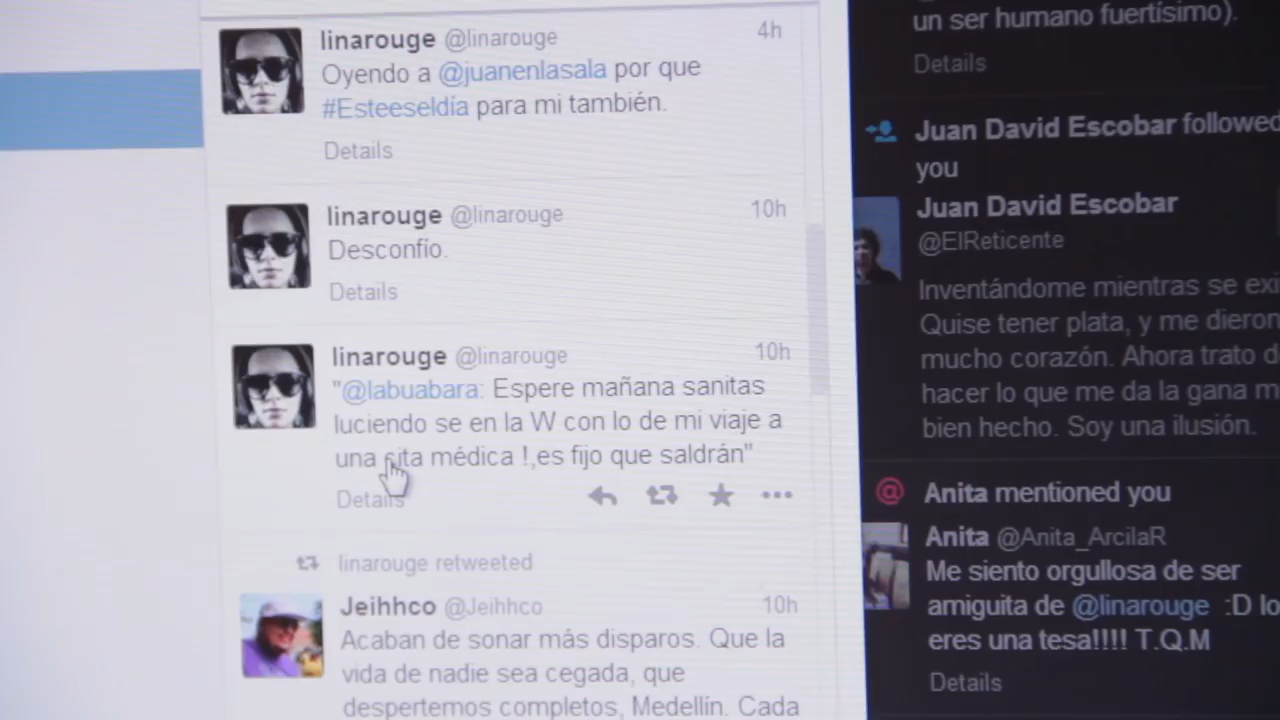 linarouge @linarouge 4h
Oyendo a @juanenlasala por que
#Esteeseldía para mi también.
Details
linarouge @linarouge 10h
Desconfío.
Details
linarouge @linarouge 10h
"@labuabara: Espere mañana sanitas
luciendo se en la W con lo de mi viaje a
una cita médica !,es fijo que saldrán"
Details
linarouge retweeted
Jeihhco @Jeihhco 10h
Acaban de sonar más disparos. Que la
vida de nadie sea cegada, que
despertemos completos, Medellín. Cada
un ser humano fuertísimo).
Details
Juan David Escobar followed
you
Juan David Escobar
@ElReticente
Inventándome mientras se
Quise tener plata, y me dieron
mucho corazón. Ahora trato
hacer lo que me da la gana
bien hecho. Soy una ilusión.
@ Anita mentioned you
Anita @Anita_ArcilaR
Me siento orgullosa de ser
amiguita de @linarouge :D lo
eres una tesa!!!! T.Q.M
Details